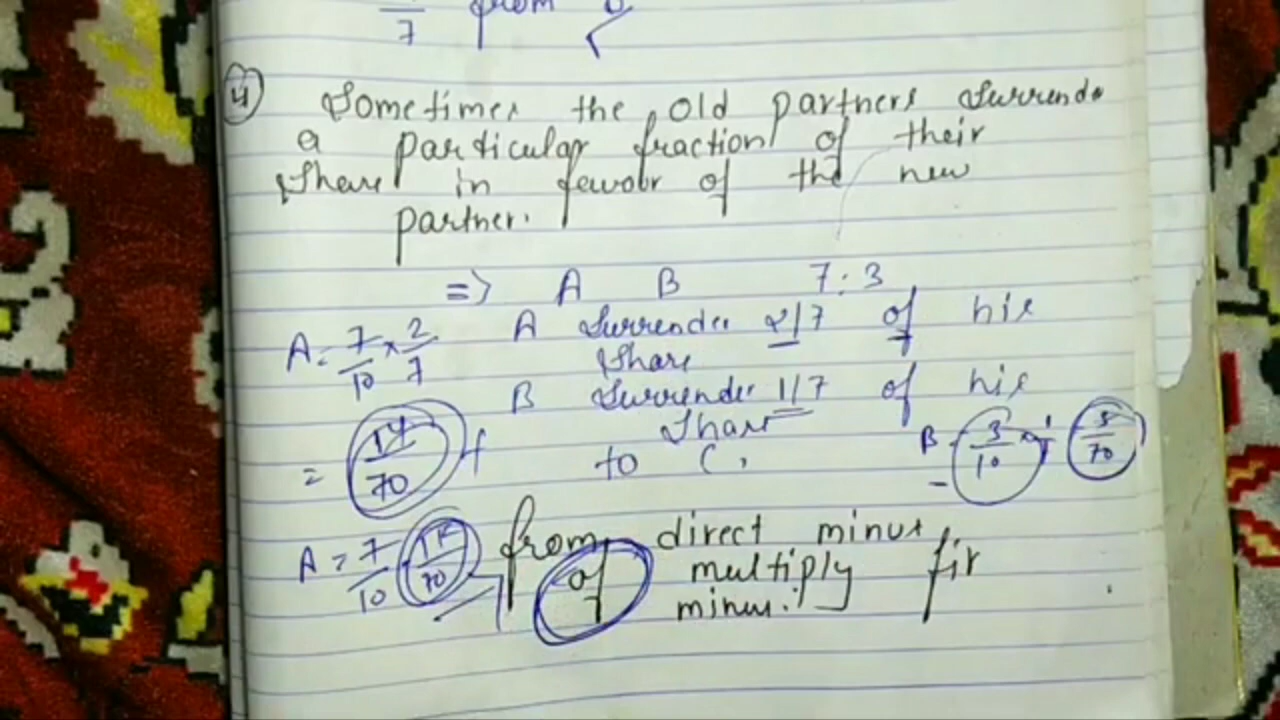 7 from
4 Sometimes the old partners Surrende
a particular fraction of their
Share in fewour of the new
partner.
=> A B 7:3
A = 7/10 x 2/7 A Surrender 2/7 of his
Share
B Surrender 1/7 of his
Share
= 14/70 to C. B = 3/10 x 1/7 3/70
from direct minus
A = 7/10 - 14/70 of multiply fir
minus.